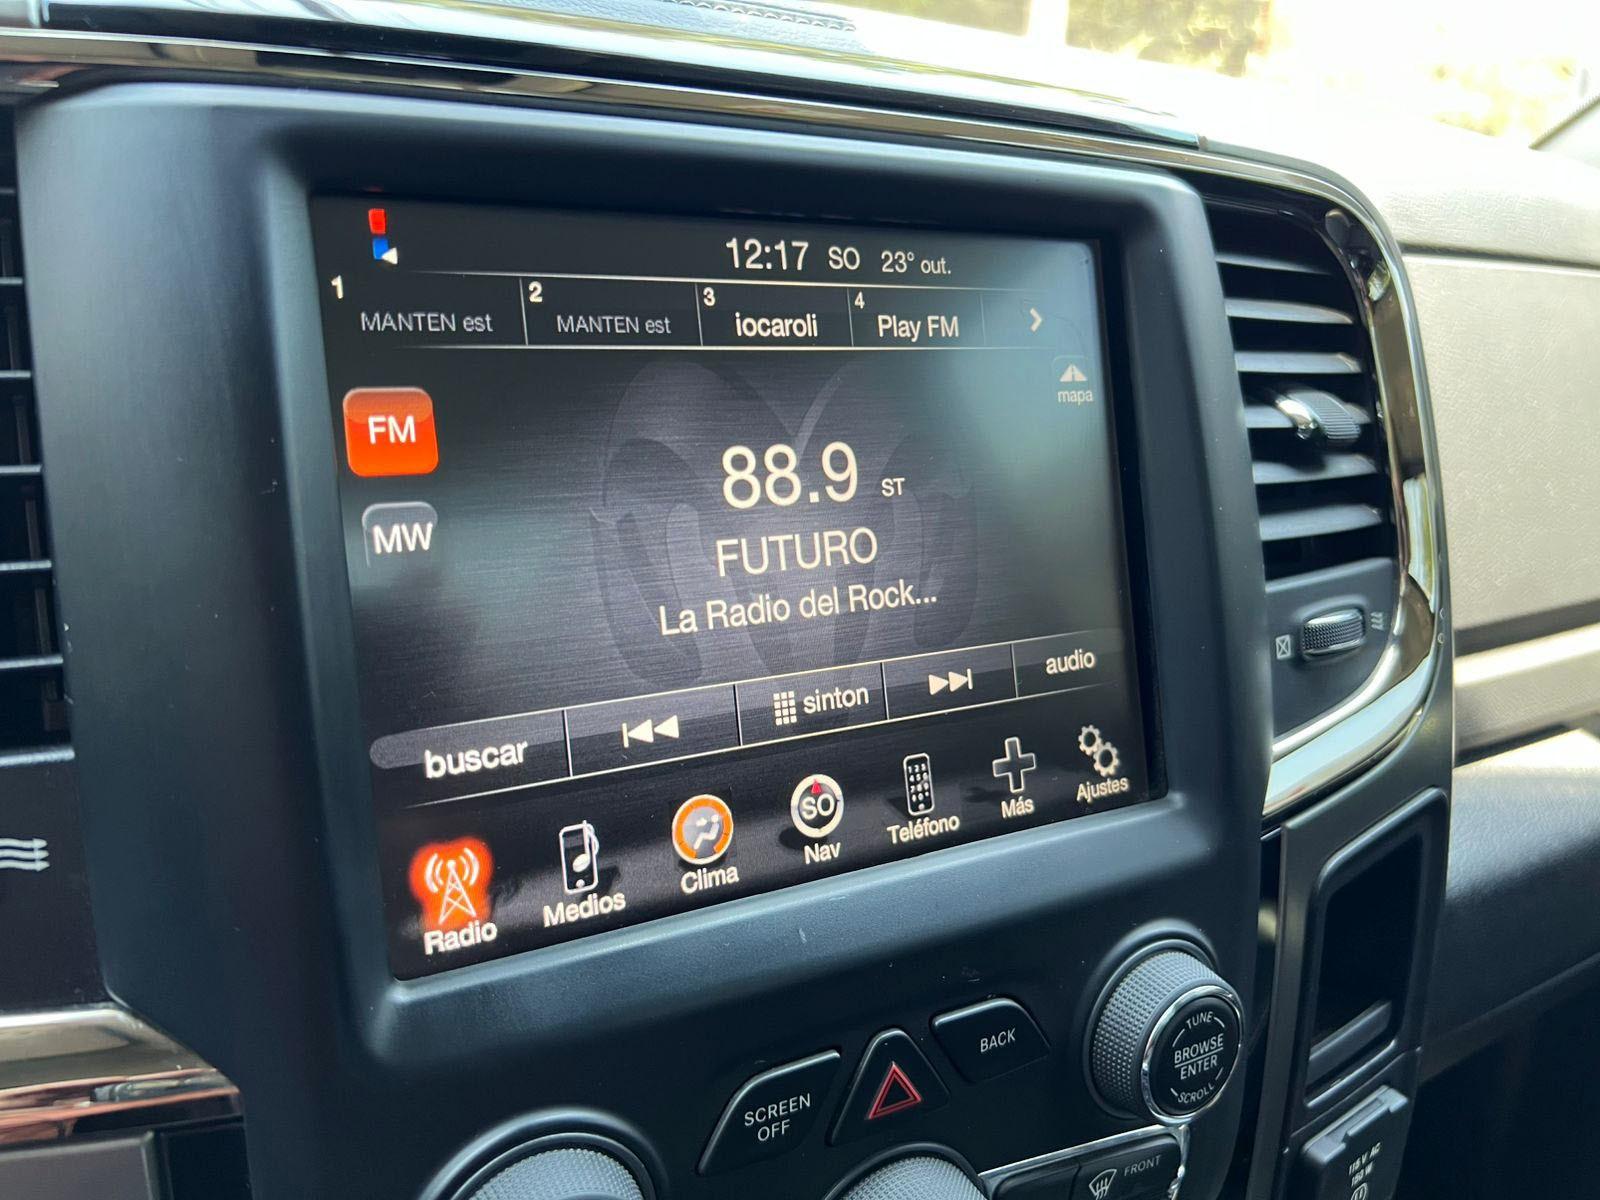 12:17 SO 23° out.
1 MANTEN est
2 MANTEN est
3 iocaroli
4 Play FM
mapa
FM
88.9 ST
MW
FUTURO
La Radio del Rock...
buscar
sinton
audio
Radio
Medios
Clima
SO
Nav
Teléfono
Más
Ajustes
SCREEN
OFF
BACK
TUNE
BROWSE
ENTER
SCROLL
FRONT
115V AC